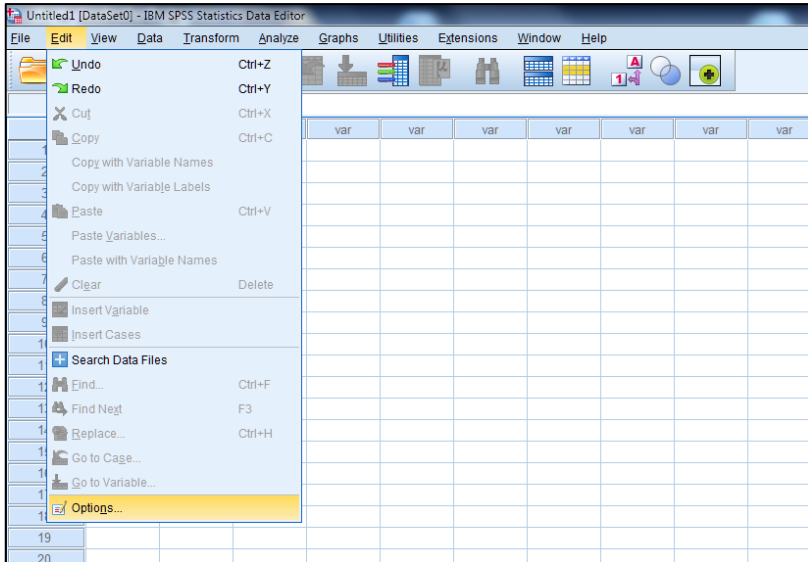 Untitled1 [DataSet0] - IBM SPSS Statistics Data Editor
File Edit View Data Transform Analyze Graphs Utilities Extensions Window Help
Undo Ctrl+Z
Redo Ctrl+Y
Cut Ctrl+X
Copy Ctrl+C
Copy with Variable Names
Copy with Variable Labels
Paste Ctrl+V
Paste Variables...
Paste with Variable Names
Clear Delete
Insert Variable
Insert Cases
Search Data Files
Find... Ctrl+F
Find Next F3
Replace... Ctrl+H
Go to Case...
Go to Variable...
Options...
A
1
var var var var var var var
19
20